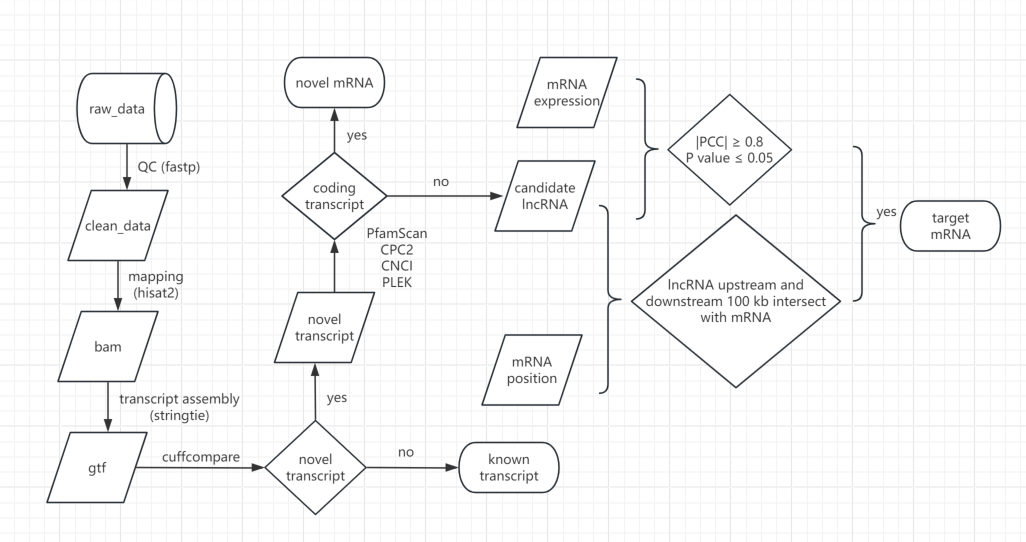 raw_data
QC (fastp)
clean_data
mapping
(hisat2)
bam
transcript assembly
(stringtie)
gtf
cuffcompare
novel
transcript
no
known
transcript
yes
novel
transcript
PfamScan
CPC2
CNCI
PLEK
coding
transcript
yes
novel mRNA
no
candidate
lncRNA
mRNA
expression
mRNA
position
|PCC| ≥ 0.8
P value ≤ 0.05
lncRNA upstream and
downstream 100 kb intersect
with mRNA
yes
target
mRNA